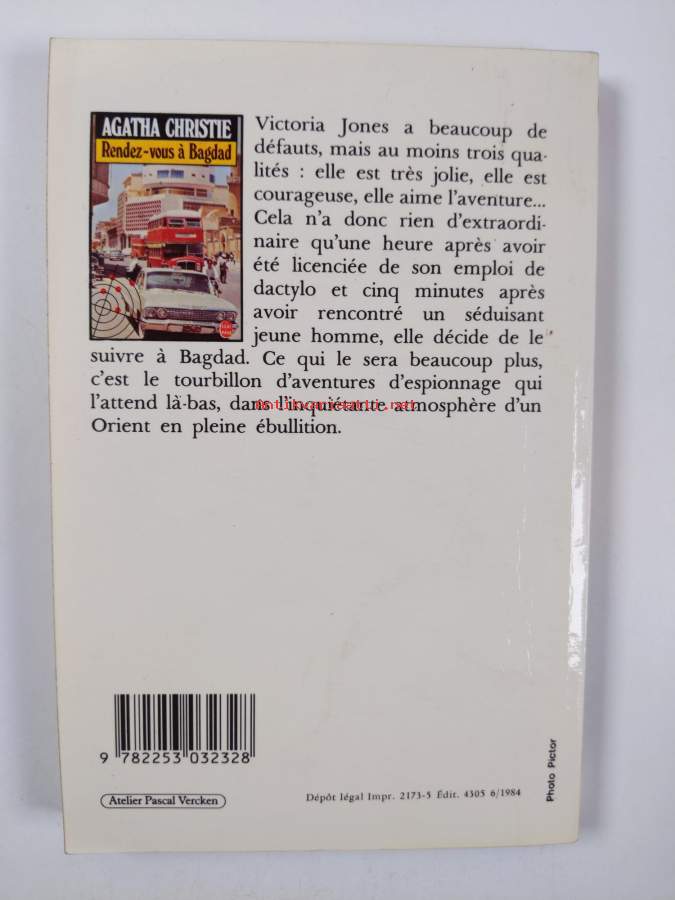 AGATHA CHRISTIE
Rendez-vous à Bagdad
Victoria Jones a beaucoup de
défauts, mais au moins trois qua-
lités : elle est très jolie, elle est
courageuse, elle aime l'aventure...
Cela n'a donc rien d'extraordi-
naire qu'une heure après avoir
été licenciée de son emploi de
dactylo et cinq minutes après
avoir rencontré un séduisant
jeune homme, elle décide de le
suivre à Bagdad. Ce qui le sera beaucoup plus,
c'est le tourbillon d'aventures d'espionnage qui
l'attend là-bas, dans l'inquiétante atmosphère d'un
Orient en pleine ébullition.
9 782253 032328
Atelier Pascal Vercken
Dépôt légal Impr. 2173-5 Édit. 4305 6/1984
Photo Pictor